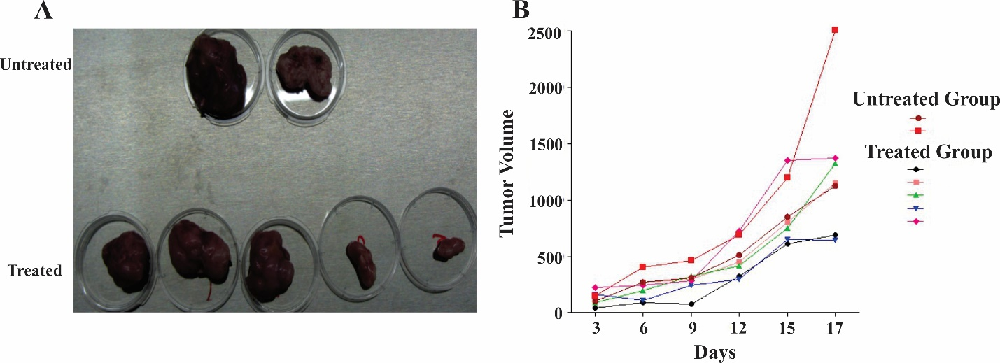 A
Untreated
Treated
B
2500
2000
1500
1000
500
0
3 6 9 12 15 17
Tumor Volume
Days
Untreated Group
Treated Group